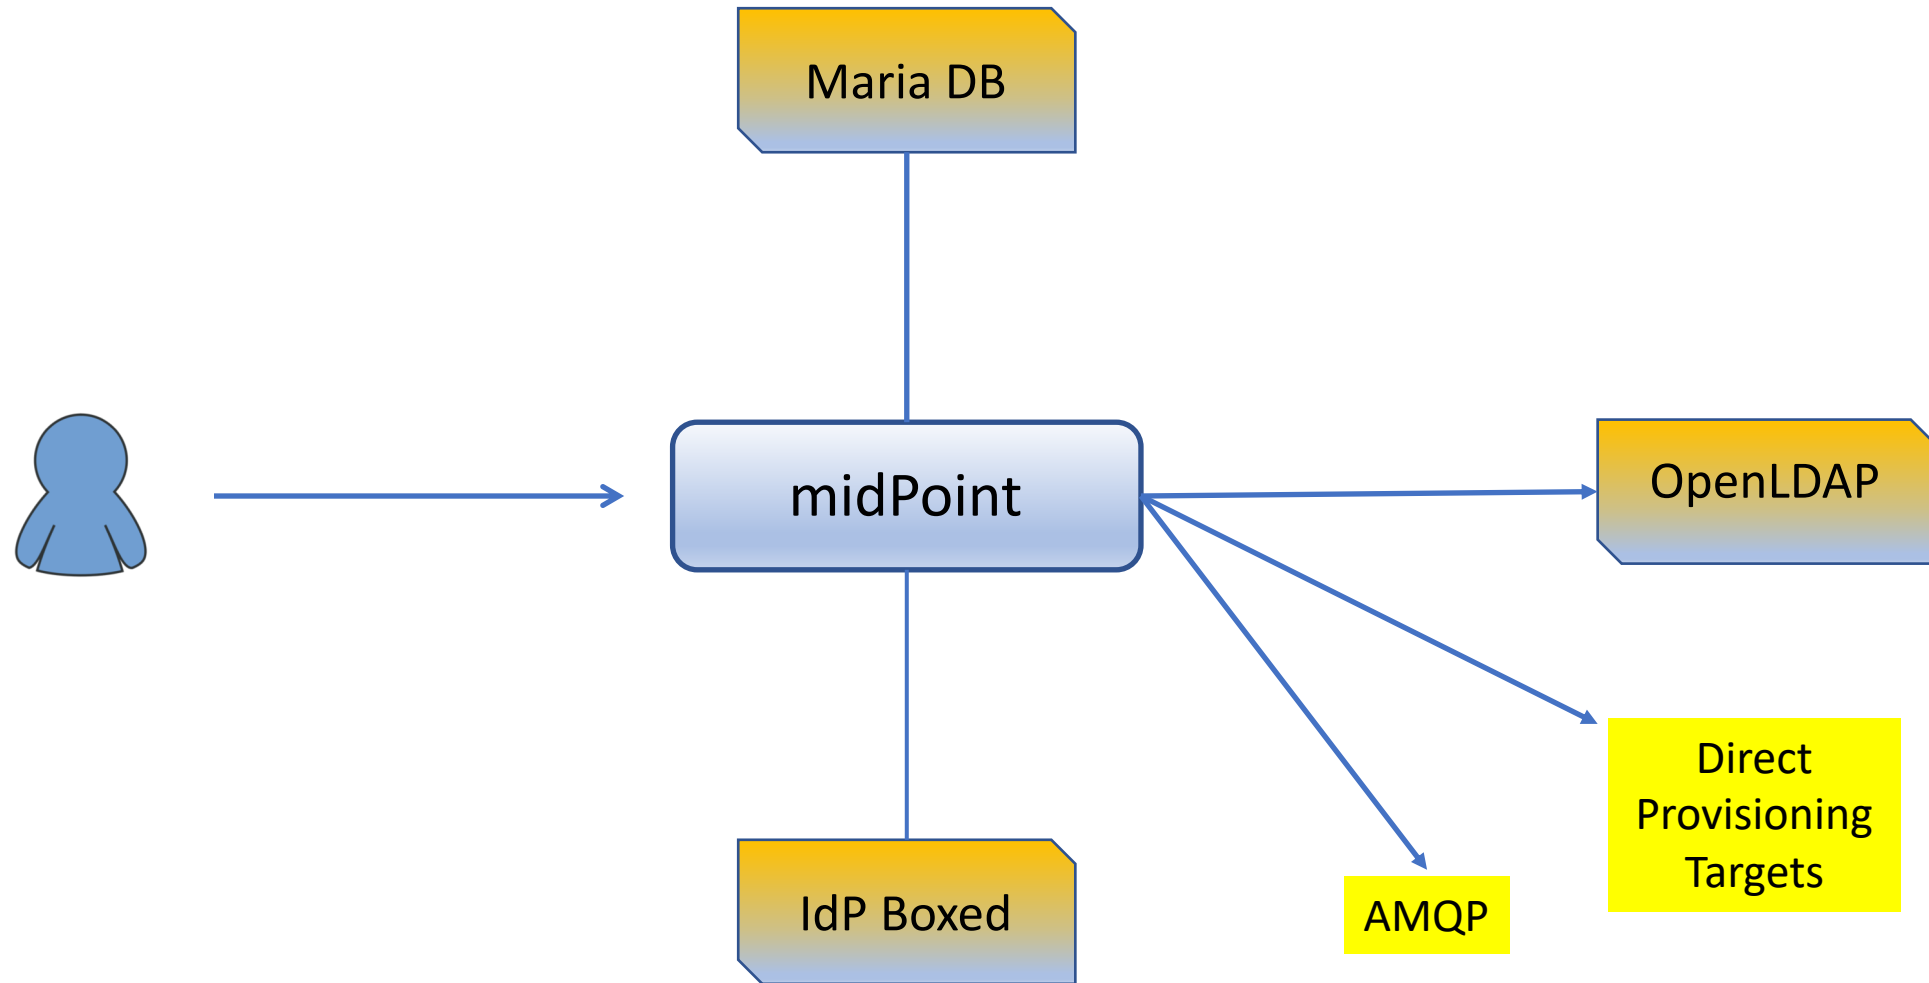 Maria DB
midPoint
OpenLDAP
Direct
Provisioning
Targets
IdP Boxed
AMQP